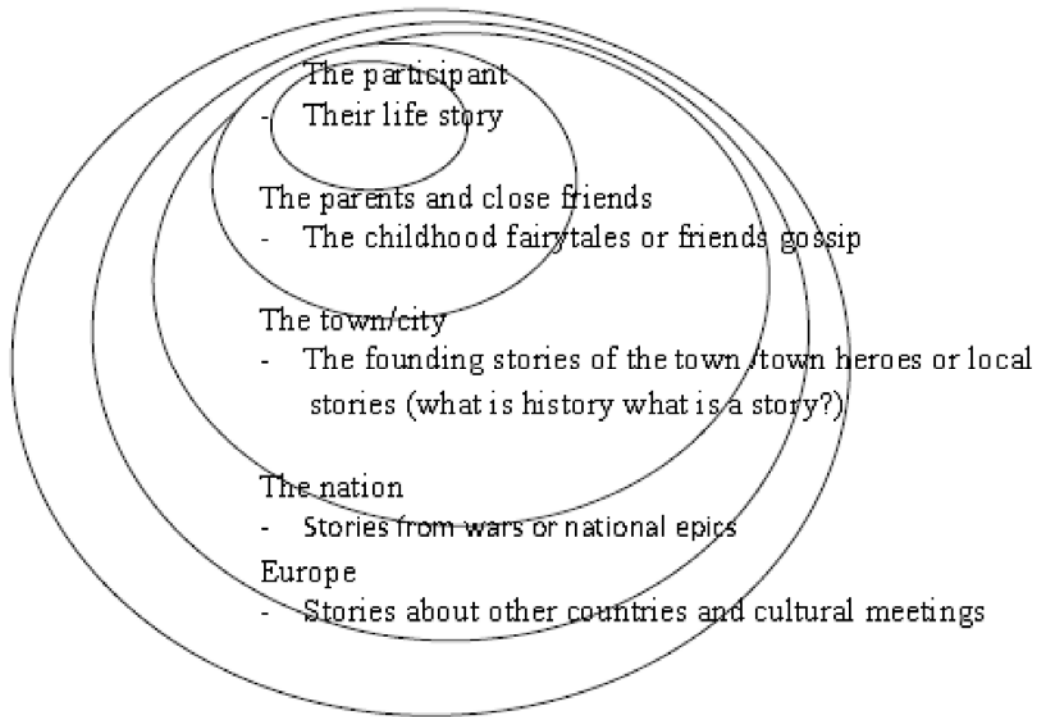 The participant
- Their life story
The parents and close friends
- The childhood fairytales or friends gossip
The town/city
- The founding stories of the town /town heroes or local
stories (what is history what is a story?)
The nation
- Stories from wars or national epics
Europe
- Stories about other countries and cultural meetings